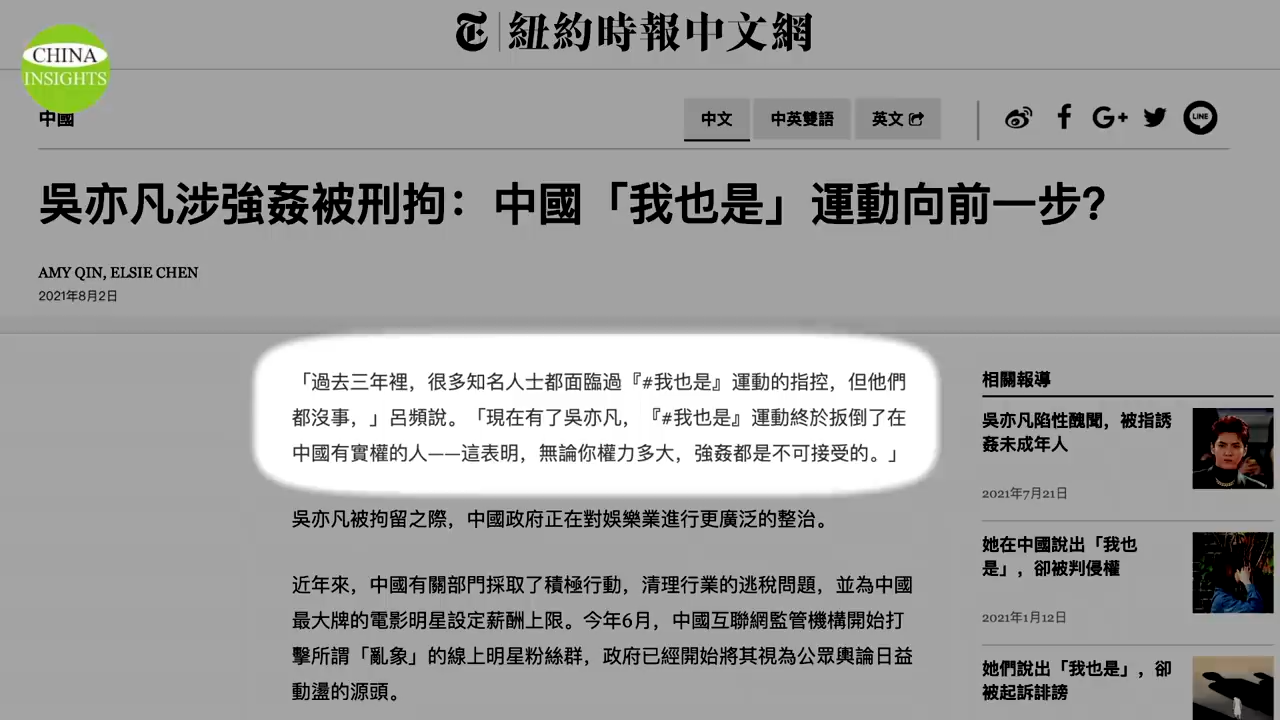 紐約時報中文網
CHINA
INSIGHTS
中國
中文
中英雙語
英文
G+
LINE
吳亦凡涉強姦被刑拘：中國「我也是」運動向前一步？
AMY QIN, ELSIE CHEN
2021年8月2日
「過去三年裡，很多知名人士都面臨過『#我也是』運動的指控，但他們
都沒事，」呂頻說。「現在有了吳亦凡，『#我也是』運動終於扳倒了在
中國有實權的人——這表明，無論你權力多大，強姦都是不可接受的。」
吳亦凡被拘留之際，中國政府正在對娛樂業進行更廣泛的整治。
近年來，中國有關部門採取了積極行動，清理行業的逃稅問題，並為中國
最大牌的電影明星設定薪酬上限。今年6月，中國互聯網監管機構開始打
擊所謂「亂象」的線上明星粉絲群，政府已經開始將其視為公眾輿論日益
動盪的源頭。
相關報導
吳亦凡陷性醜聞，被指誘
姦未成年人
2021年7月21日
她在中國說出「我也
是」，卻被判侵權
2021年1月12日
她們說出「我也是」，卻
被起訴誹謗